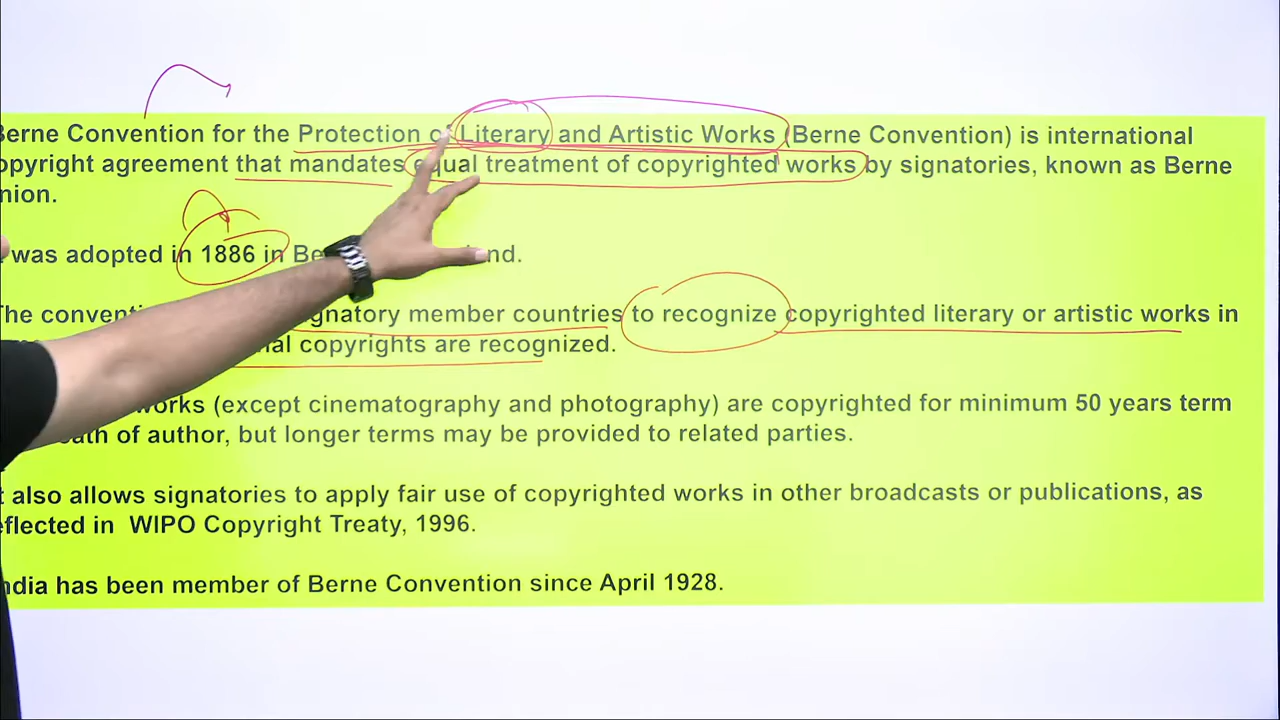 Berne Convention for the Protection of Literary and Artistic Works (Berne Convention) is international
opyright agreement that mandates equal treatment of copyrighted works by signatories, known as Berne
nion.
was adopted in 1886 in Be nd.
The conventi gnatory member countries to recognize copyrighted literary or artistic works in
nal copyrights are recognized.
works (except cinematography and photography) are copyrighted for minimum 50 years term
ath of author, but longer terms may be provided to related parties.
t also allows signatories to apply fair use of copyrighted works in other broadcasts or publications, as
eflected in WIPO Copyright Treaty, 1996.
ndia has been member of Berne Convention since April 1928.